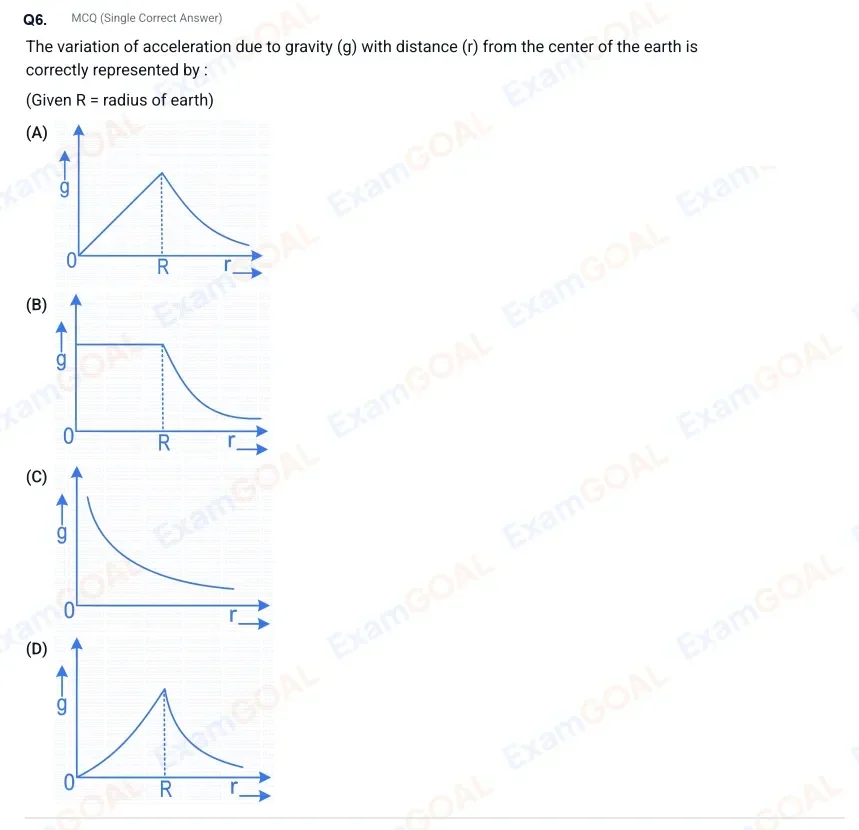 Q6. MCQ (Single Correct Answer)
The variation of acceleration due to gravity (g) with distance (r) from the center of the earth is
correctly represented by :
(Given R = radius of earth)
(A)
g
0 R r
(B)
g
0 R r
(C)
g
0 r
(D)
g
0 R r
ExamGOAL